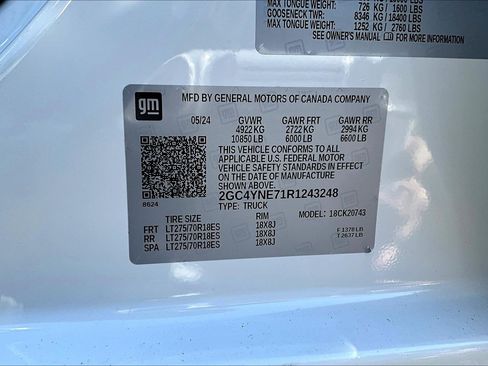 MAX TONGUE WEIGHT: 726 KG / 1600 LBS
GOOSENECK TWR: 8346 KG / 18400 LBS
MAX TONGUE WEIGHT: 1252 KG / 2760 LBS
SEE OWNER'S MANUAL FOR MORE INFORMATION
gm
MFD BY GENERAL MOTORS OF CANADA COMPANY
05/24 GVWR GAWR FRT GAWR RR
4922 KG 2722 KG 2994 KG
10850 LB 6000 LB 6600 LB
THIS VEHICLE CONFORMS TO ALL
APPLICABLE U.S. FEDERAL MOTOR
VEHICLE SAFETY STANDARDS IN EFFECT
ON THE DATE OF MANUFACTURE SHOWN ABOVE.
2GC4YNE71R1243248
8624
TYPE: TRUCK MODEL: 18CK20743
TIRE SIZE RIM
FRT LT275/70R18ES 18X8J F:1378 LB
RR LT275/70R18ES 18X8J T:2637 LB
SPA LT275/70R18ES 18X8J